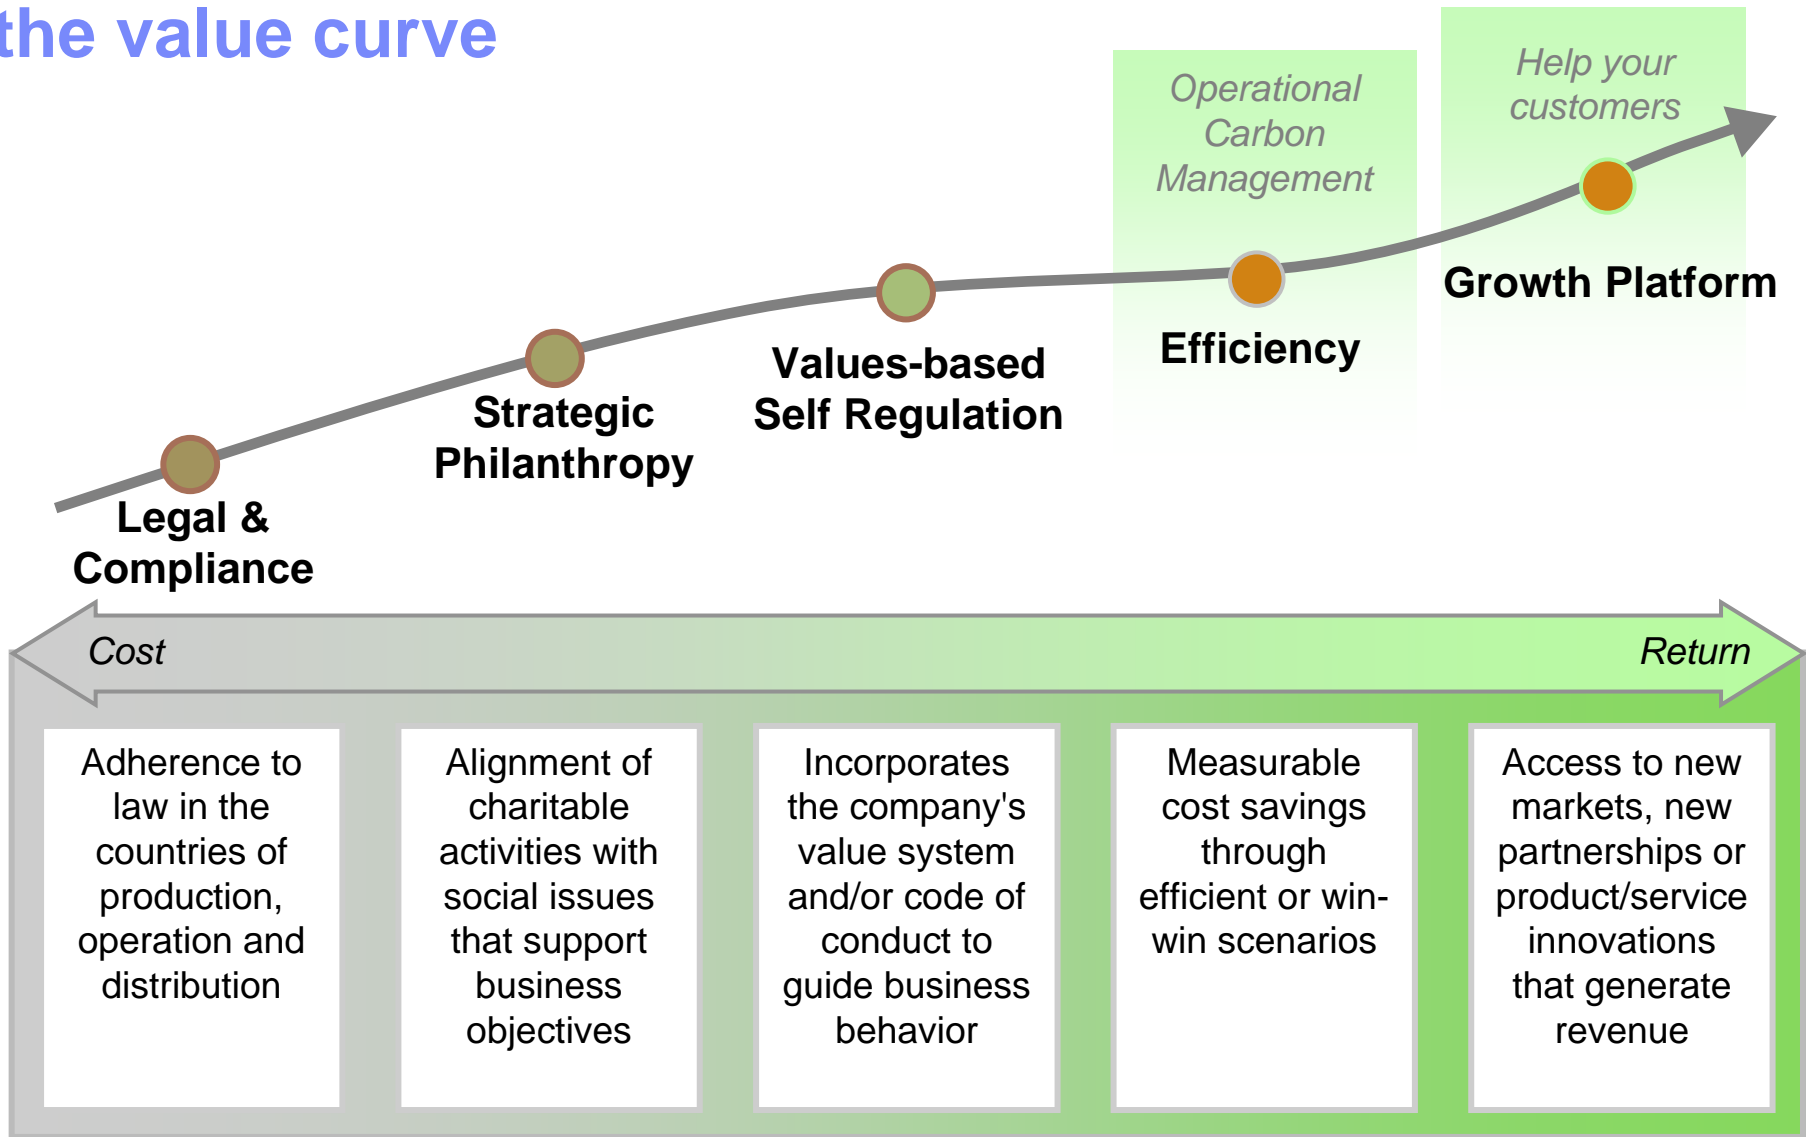 the value curve
Operational
Carbon
Management
Help your
customers
Growth Platform
Efficiency
Values-based
Self Regulation
Strategic
Philanthropy
Legal &
Compliance
Cost
Return
Adherence to
law in the
countries of
production,
operation and
distribution
Alignment of
charitable
activities with
social issues
that support
business
objectives
Incorporates
the company's
value system
and/or code of
conduct to
guide business
behavior
Measurable
cost savings
through
efficient or win-
win scenarios
Access to new
markets, new
partnerships or
product/service
innovations
that generate
revenue